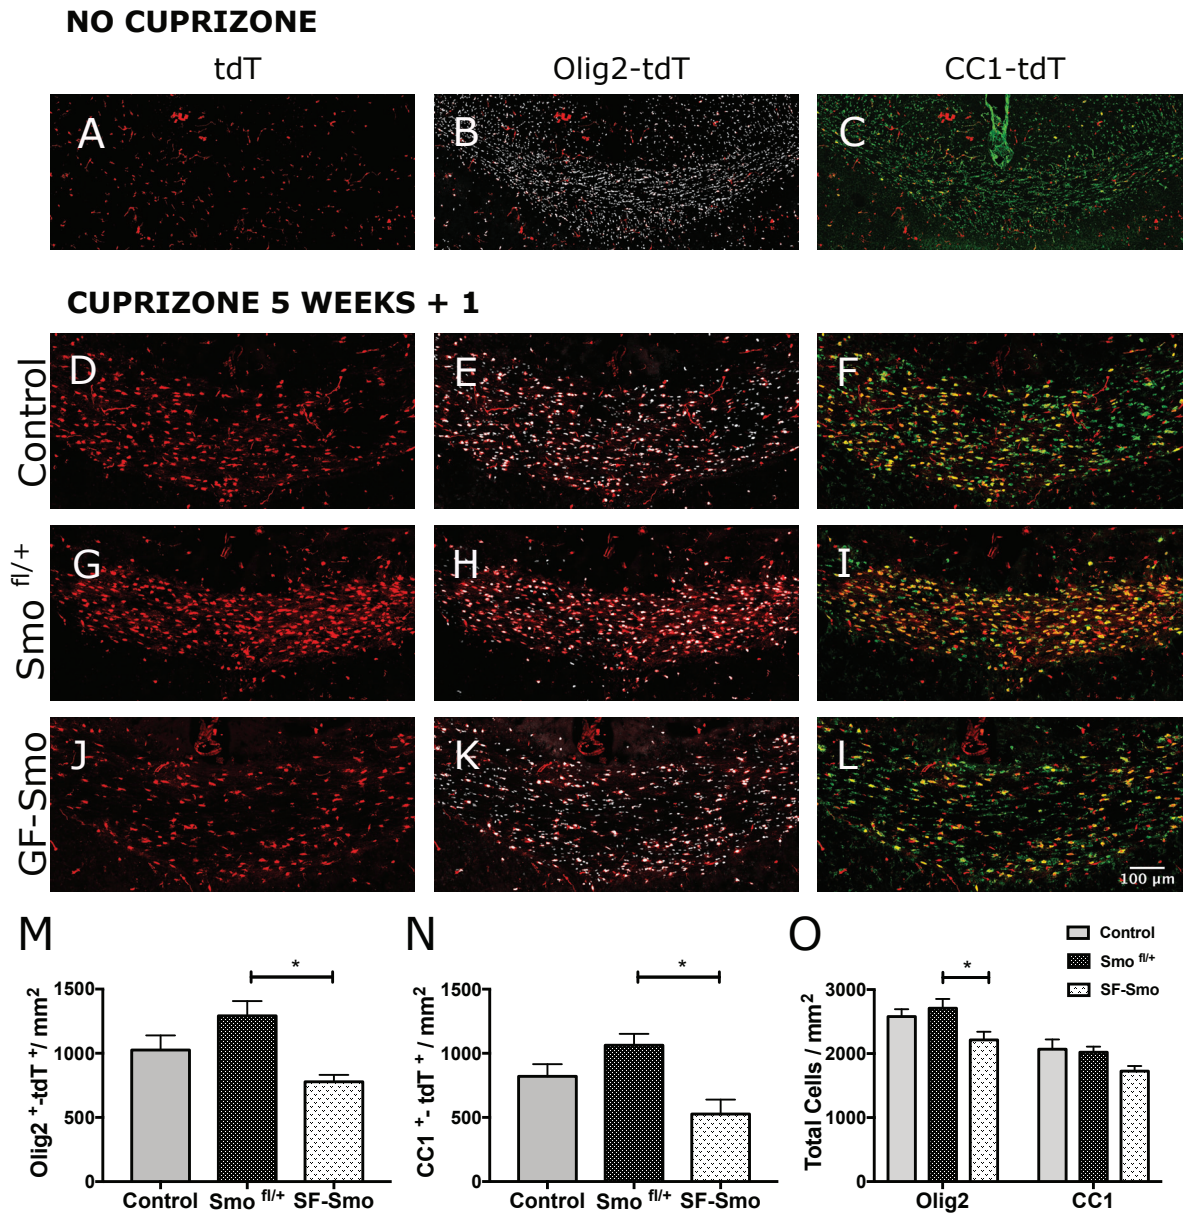 NO CUPRIZONE
tdT Olig2-tdT CC1-tdT
A B C
CUPRIZONE 5 WEEKS + 1
Control D E F
Smo fl/+ G H I
GF-Smo J K L
100 µm
M N O
Control
Smo fl/+
SF-Smo
Olig2 +-tdT +/ mm2
1500
1000
500
0
Control Smo fl/+ SF-Smo
*
CC1 +- tdT +/ mm2
1500
1000
500
0
Control Smo fl/+ SF-Smo
*
Total Cells / mm2
3000
2000
1000
0
Olig2 CC1
*